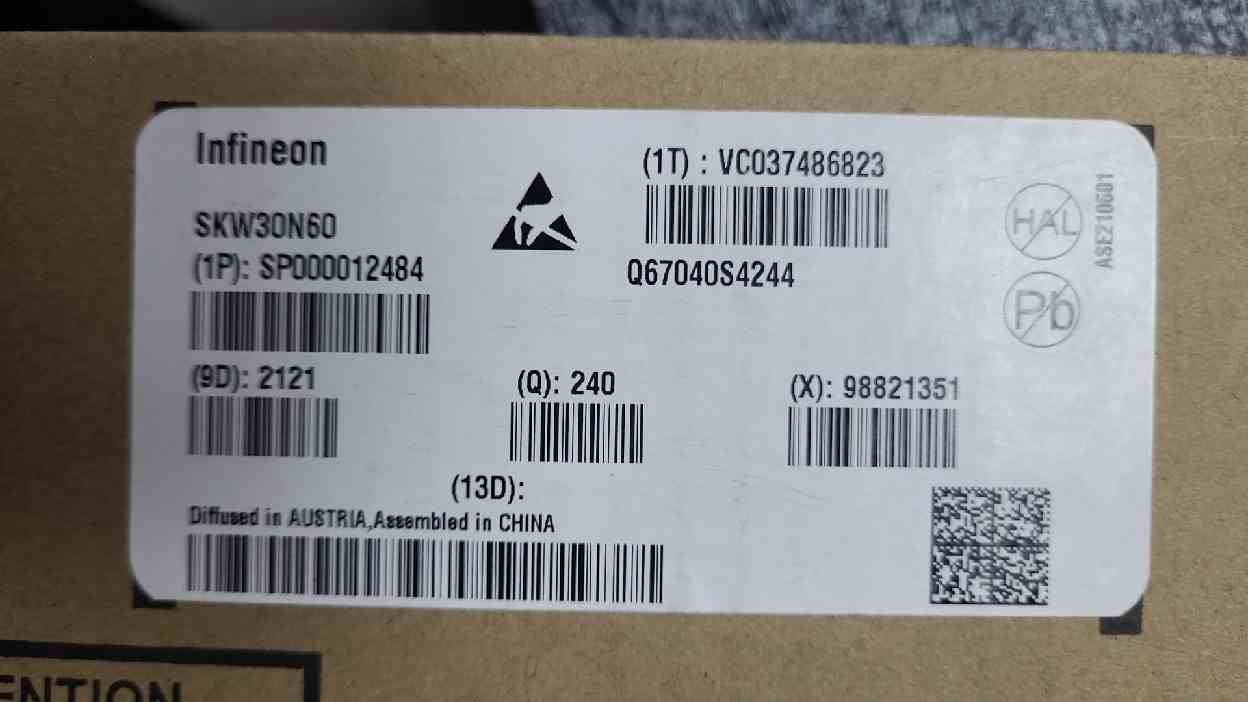 Infineon
(1T) : VC037486823
SKW30N60
(1P): SP000012484
Q67040S4244
HAL
Pb
ASE210601
(9D): 2121
(Q): 240
(X): 98821351
(13D):
Diffused in AUSTRIA,Assembled in CHINA
ENTION